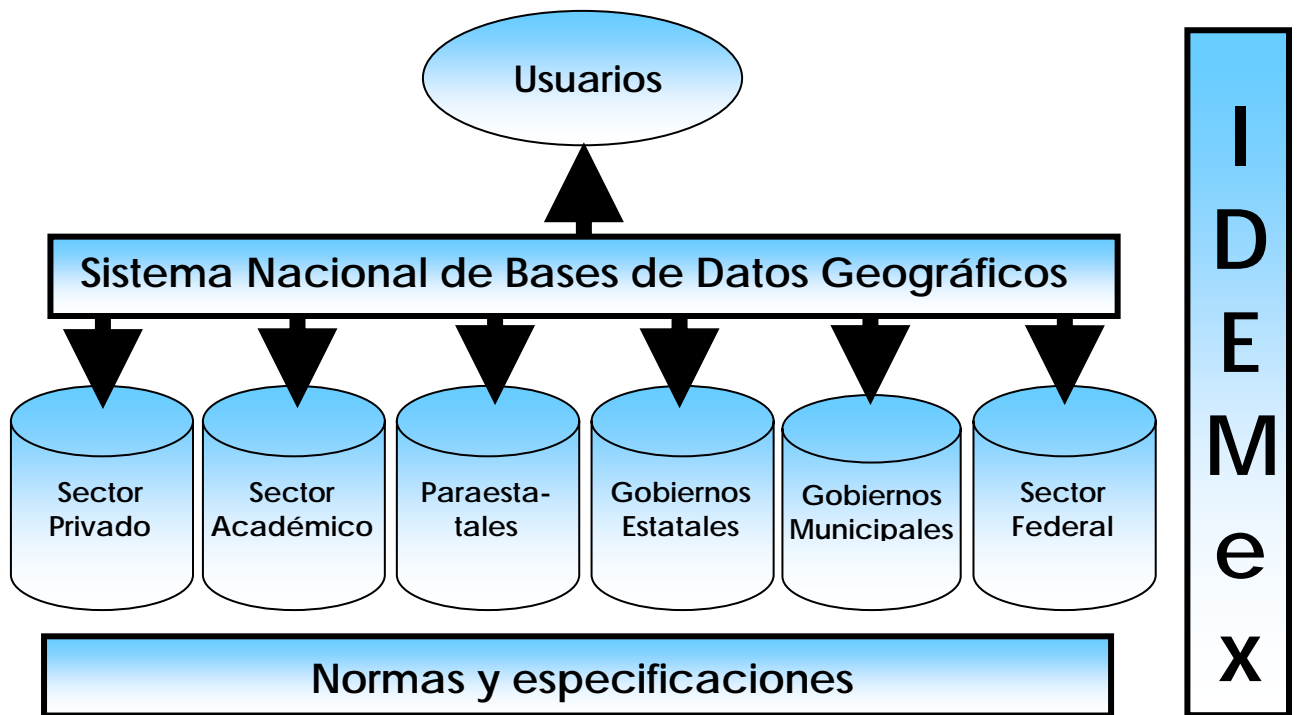 Usuarios
Sistema Nacional de Bases de Datos Geográficos
Sector
Privado
Sector
Académico
Paraesta-
tales
Gobiernos
Estatales
Gobiernos
Municipales
Sector
Federal
Normas y especificaciones
I
D
E
M
e
x